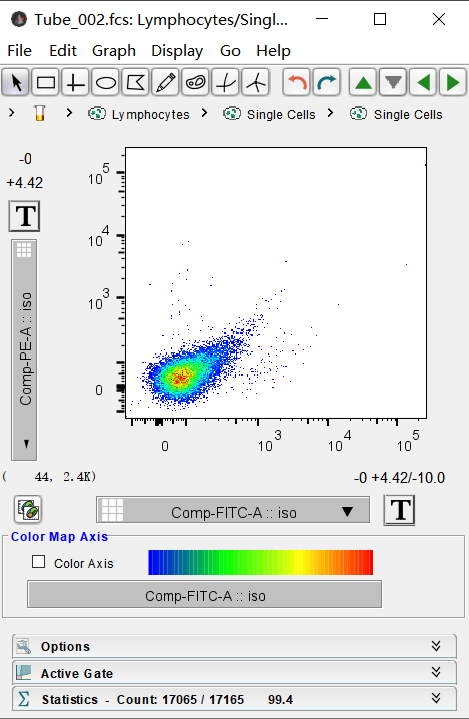 Tube_002.fcs: Lymphocytes/Singl...
File Edit Graph Display Go Help
Lymphocytes Single Cells Single Cells
-0
+4.42
T
Comp-PE-A :: iso
10^5
10^4
10^3
0
0 10^3 10^4 10^5
( 44, 2.4K)
-0 +4.42/-10.0
Comp-FITC-A :: iso
T
Color Map Axis
Color Axis
Comp-FITC-A :: iso
Options
Active Gate
Σ Statistics - Count: 17065 / 17165 99.4